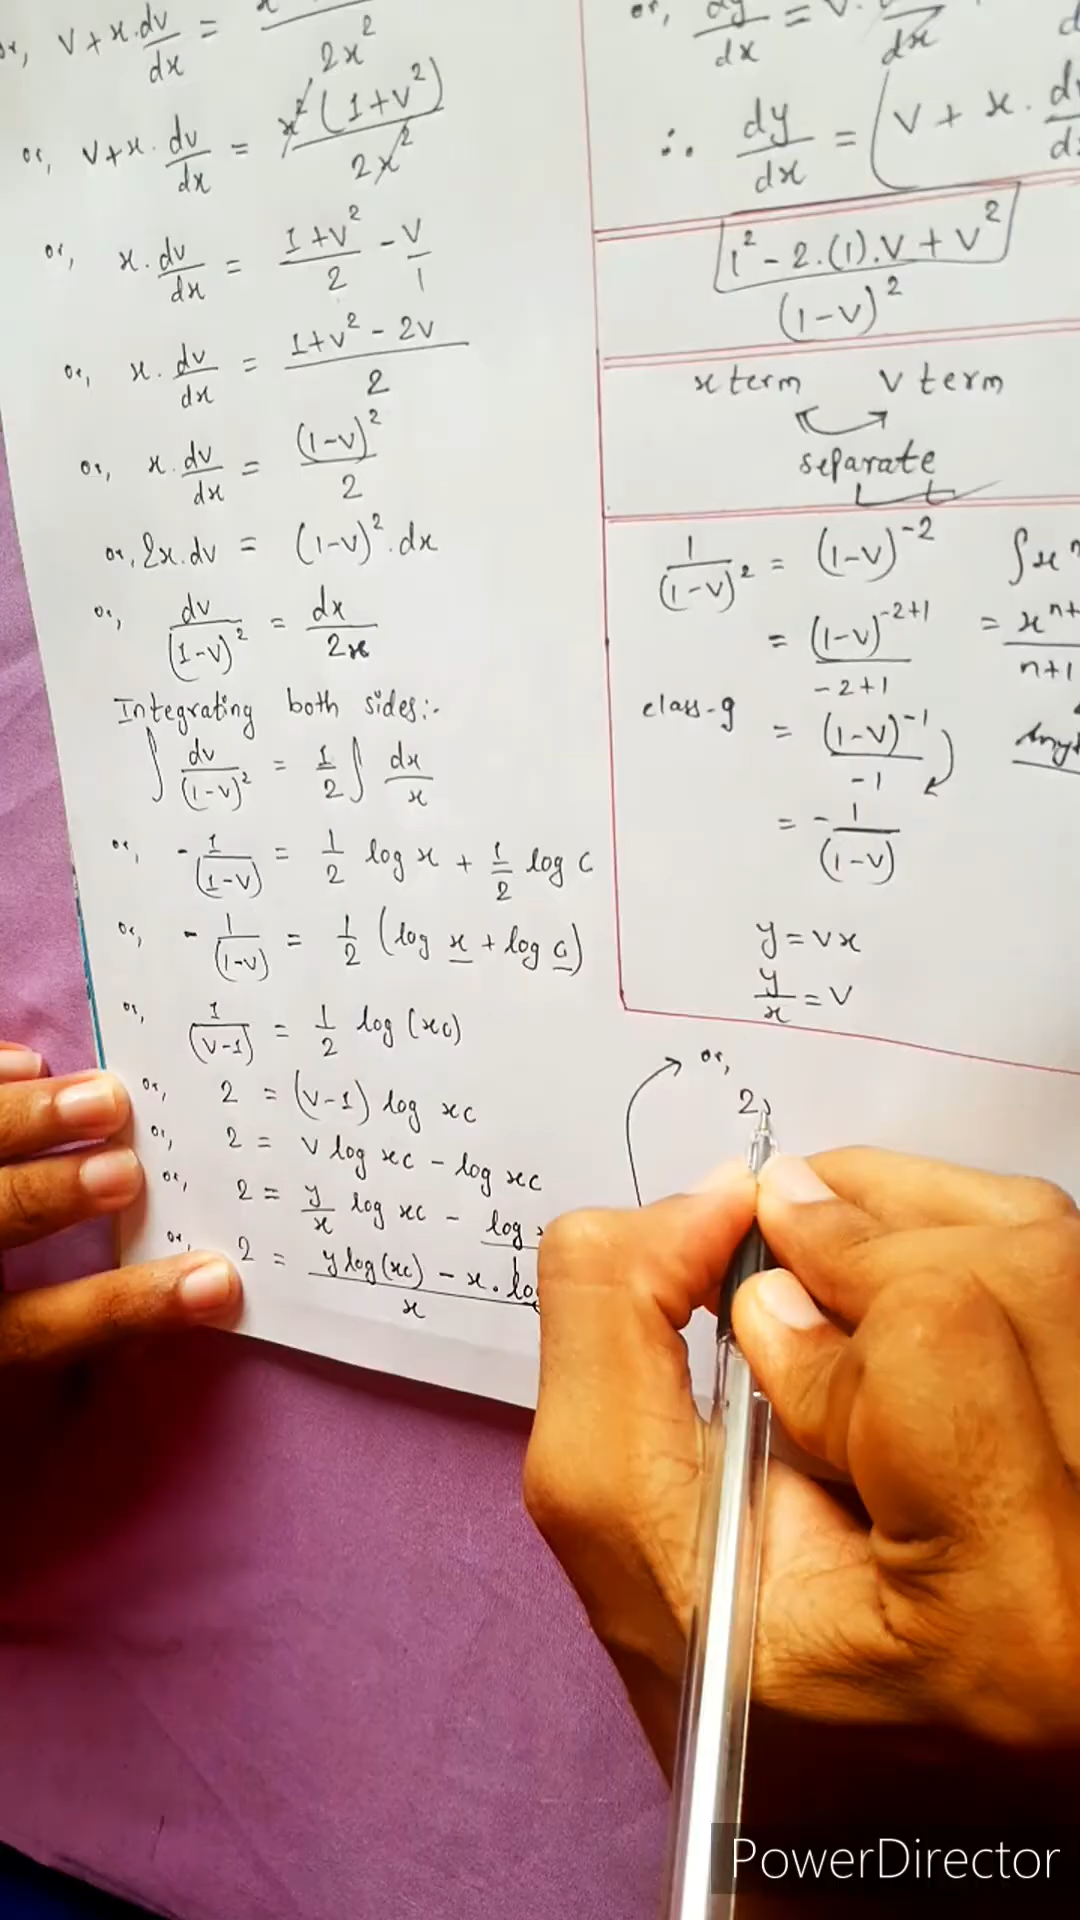 or, v+x.dv/dx = 2x²
or, v+x. dv/dx = x²(1+v²)/2x²
or, x. dv/dx = 1+v²/2 - v/1
or, x. dv/dx = 1+v²-2v/2
or, x. dv/dx = (1-v)²/2
or, 2x.dv = (1-v)².dx
or, dv/(1-v)² = dx/2x
Integrating both sides:-
∫ dv/(1-v)² = 1/2 ∫ dx/x
or, -1/(1-v) = 1/2 log x + 1/2 log c
or, -1/(1-v) = 1/2 (log x + log c)
or, 1/(v-1) = 1/2 log (xc)
or, 2 = (v-1) log xc
or, 2 = v log xc - log xc
or, 2 = y/x log xc - log
or, 2 = y log(xc) - x. /x
or, dy/dx = v.
∴ dy/dx = (v + x.
1² - 2.(1).v + v²
(1-v)²
x term v term
separate
1/(1-v)² = (1-v)⁻² ∫x
= (1-v)⁻²⁺¹/-2+1 = x /n+1
class-9 = (1-v)⁻¹/-1
= -1/(1-v)
y = vx
y/x = v
or,
2
PowerDirector